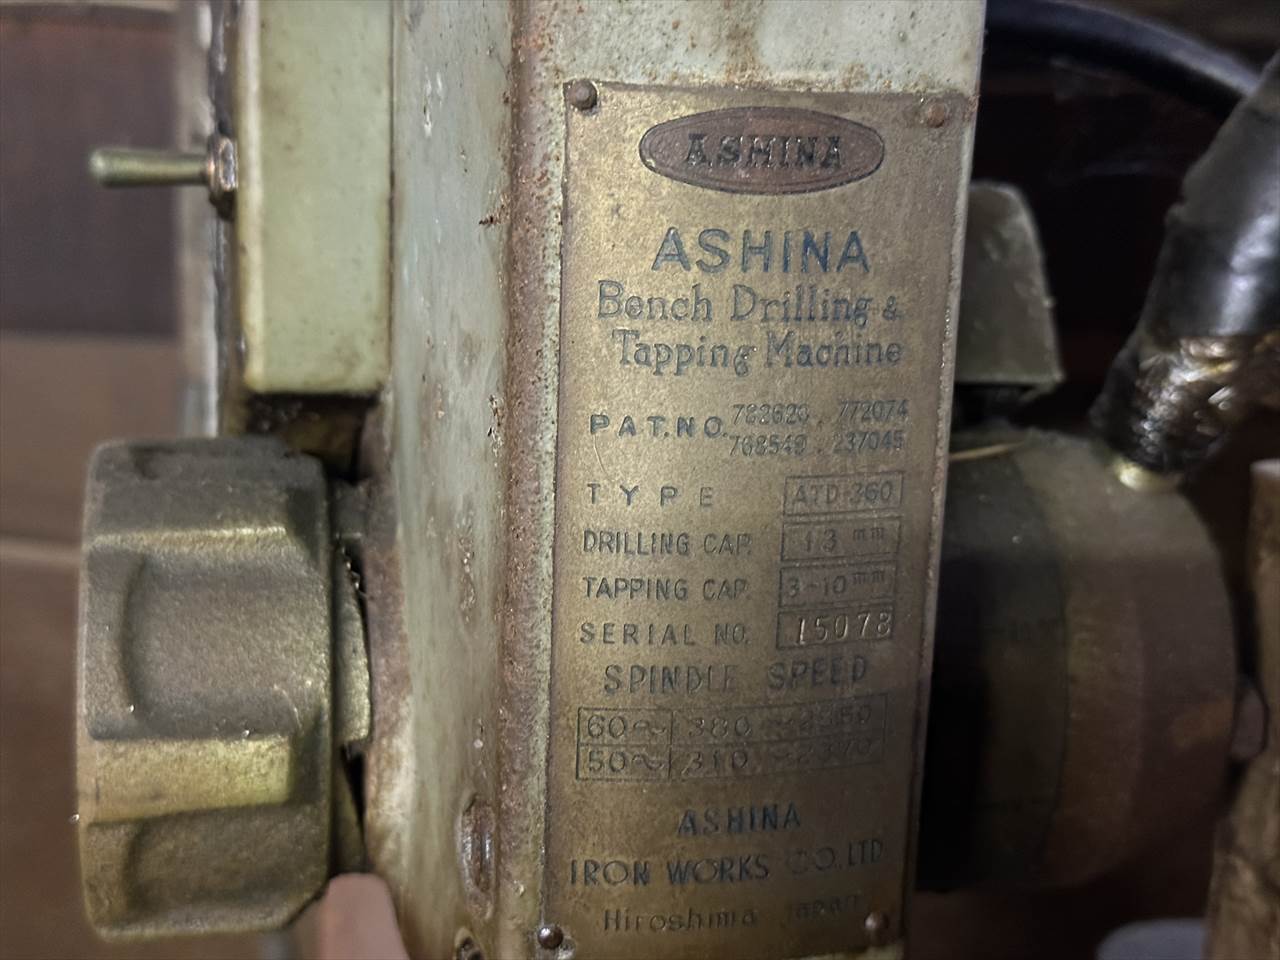 ASHINA
ASHINA
Bench Drilling &
Tapping Machine
PAT. NO. 782626 . 772074
768549 . 237045
TYPE ATD-360
DRILLING CAP. 13 mm
TAPPING CAP. 3-10 mm
SERIAL NO. 15078
SPINDLE SPEED
60~ 380
50~ 310
ASHINA
IRON WORKS CO. LTD.
Hiroshima Japan